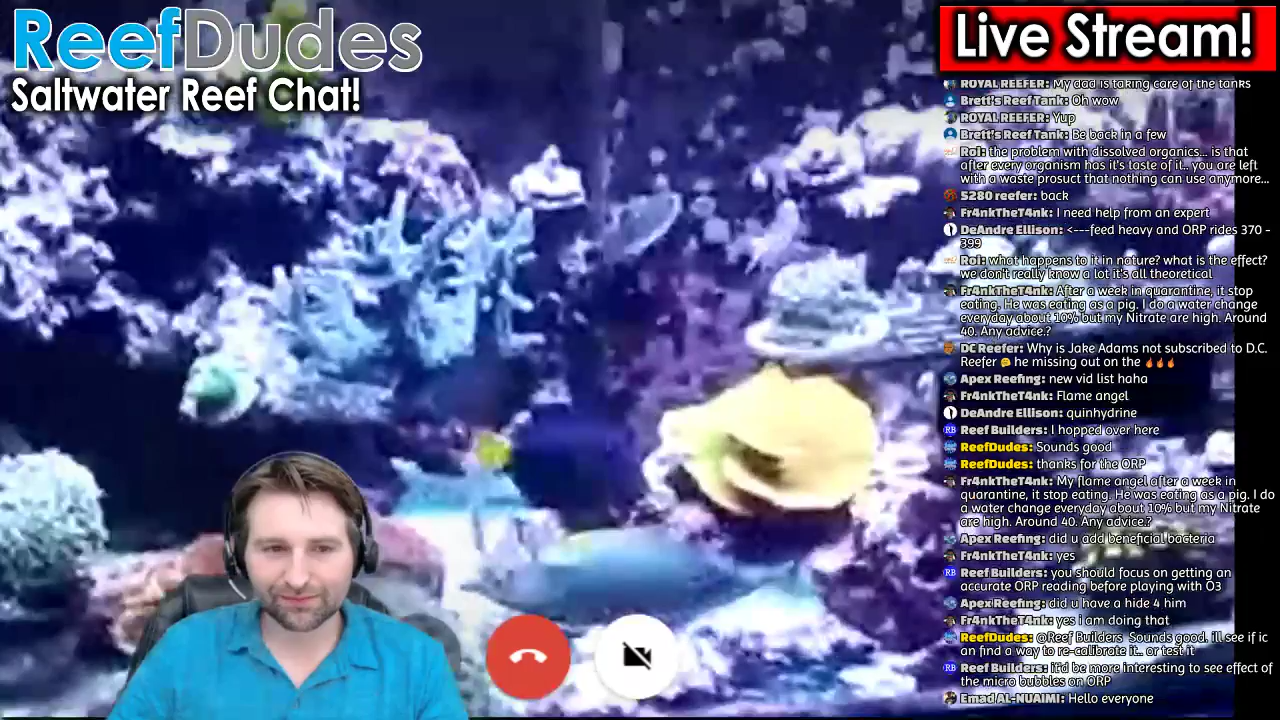 ReefDudes
Saltwater Reef Chat!
Live Stream!
ROYAL REEFER: My dad is taking care of the tanks
Brett's Reef Tank: Oh wow
ROYAL REEFER: Yup
Brett's Reef Tank: Be back in a few
Rol: the problem with dissolved organics... is that
after every organism has it's taste of it.. you are left
with a waste prosuct that nothing can use anymore...
5280 reefer: back
Fr4nkTheT4nk: I need help from an expert
DeAndre Ellison: <---feed heavy and ORP rides 370 -
399
Rol: what happens to it in nature? what is the effect?
we don't really know a lot it's all theoretical
Fr4nkTheT4nk: After a week in quarantine, it stop
eating. He was eating as a pig. I do a water change
everyday about 10% but my Nitrate are high. Around
40. Any advice.?
DC Reefer: Why is Jake Adams not subscribed to D.C.
Reefer 🤔 he missing out on the 🔥🔥🔥
Apex Reefing: new vid list haha
Fr4nkTheT4nk: Flame angel
DeAndre Ellison: quinhydrine
RB Reef Builders: I hopped over here
ReefDudes: Sounds good
ReefDudes: thanks for the ORP
Fr4nkTheT4nk: My flame angel after a week in
quarantine, it stop eating. He was eating as a pig. I do
a water change everyday about 10% but my Nitrate
are high. Around 40. Any advice.?
Apex Reefing: did u add beneficial bacteria
Fr4nkTheT4nk: yes
RB Reef Builders: you should focus on getting an
accurate ORP reading before playing with O3
Apex Reefing: did u have a hide 4 him
Fr4nkTheT4nk: yes i am doing that
ReefDudes: @Reef Builders Sounds good, ill see if ic
an find a way to re-calibrate it.. or test it
RB Reef Builders: it'd be more interesting to see effect of
the micro bubbles on ORP
Emad AL-NUAIMI: Hello everyone